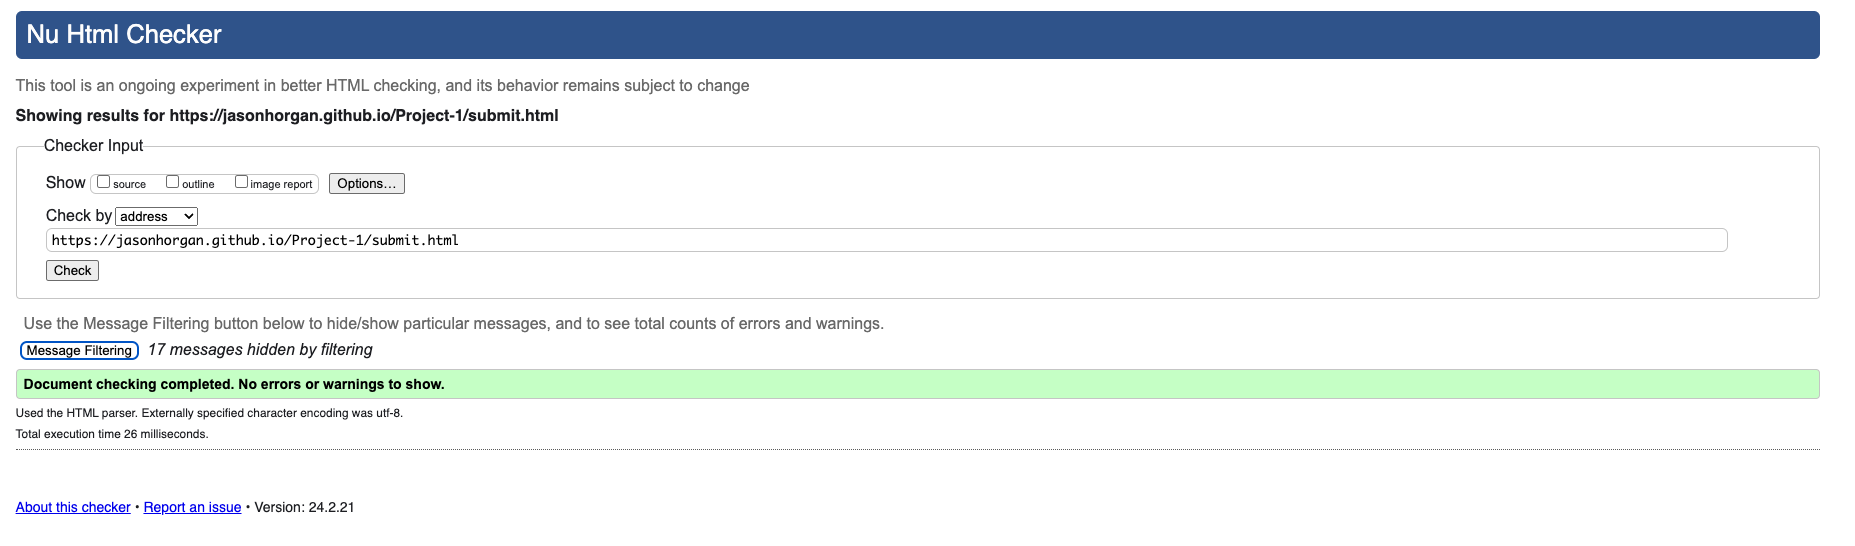 Nu Html Checker
This tool is an ongoing experiment in better HTML checking, and its behavior remains subject to change
Showing results for https://jasonhorgan.github.io/Project-1/submit.html
Checker Input
Show source outline image report Options...
Check by address
https://jasonhorgan.github.io/Project-1/submit.html
Check
Use the Message Filtering button below to hide/show particular messages, and to see total counts of errors and warnings.
Message Filtering 17 messages hidden by filtering
Document checking completed. No errors or warnings to show.
Used the HTML parser. Externally specified character encoding was utf-8.
Total execution time 26 milliseconds.
About this checker • Report an issue • Version: 24.2.21